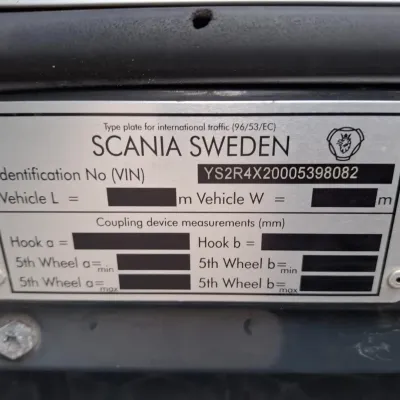 Type plate for international traffic (96/53/EC)
SCANIA SWEDEN
Identification No (VIN) YS2R4X20005398082
Vehicle L = m Vehicle W = m
Coupling device measurements (mm)
Hook a = Hook b =
5th Wheel a=min 5th Wheel b=min
5th Wheel a=max 5th Wheel b=max